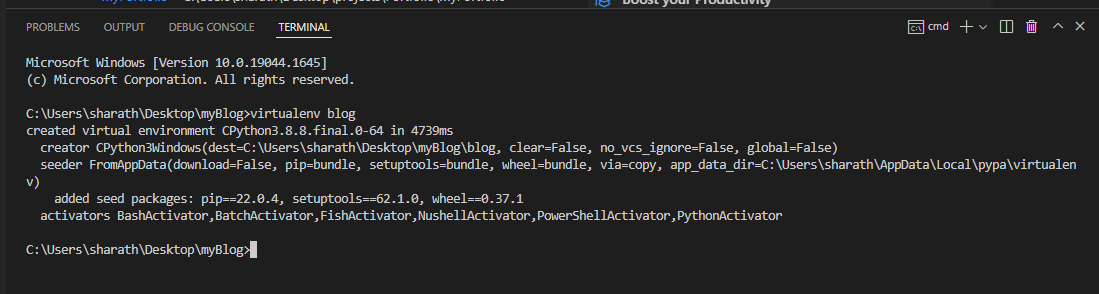 Boost your Productivity
PROBLEMS OUTPUT DEBUG CONSOLE TERMINAL
cmd
Microsoft Windows [Version 10.0.19044.1645]
(c) Microsoft Corporation. All rights reserved.
C:\Users\sharath\Desktop\myBlog>virtualenv blog
created virtual environment CPython3.8.8.final.0-64 in 4739ms
creator CPython3Windows(dest=C:\Users\sharath\Desktop\myBlog\blog, clear=False, no_vcs_ignore=False, global=False)
seeder FromAppData(download=False, pip=bundle, setuptools=bundle, wheel=bundle, via=copy, app_data_dir=C:\Users\sharath\AppData\Local\pypa\virtualen
v)
added seed packages: pip==22.0.4, setuptools==62.1.0, wheel==0.37.1
activators BashActivator,BatchActivator,FishActivator,NushellActivator,PowerShellActivator,PythonActivator
C:\Users\sharath\Desktop\myBlog>